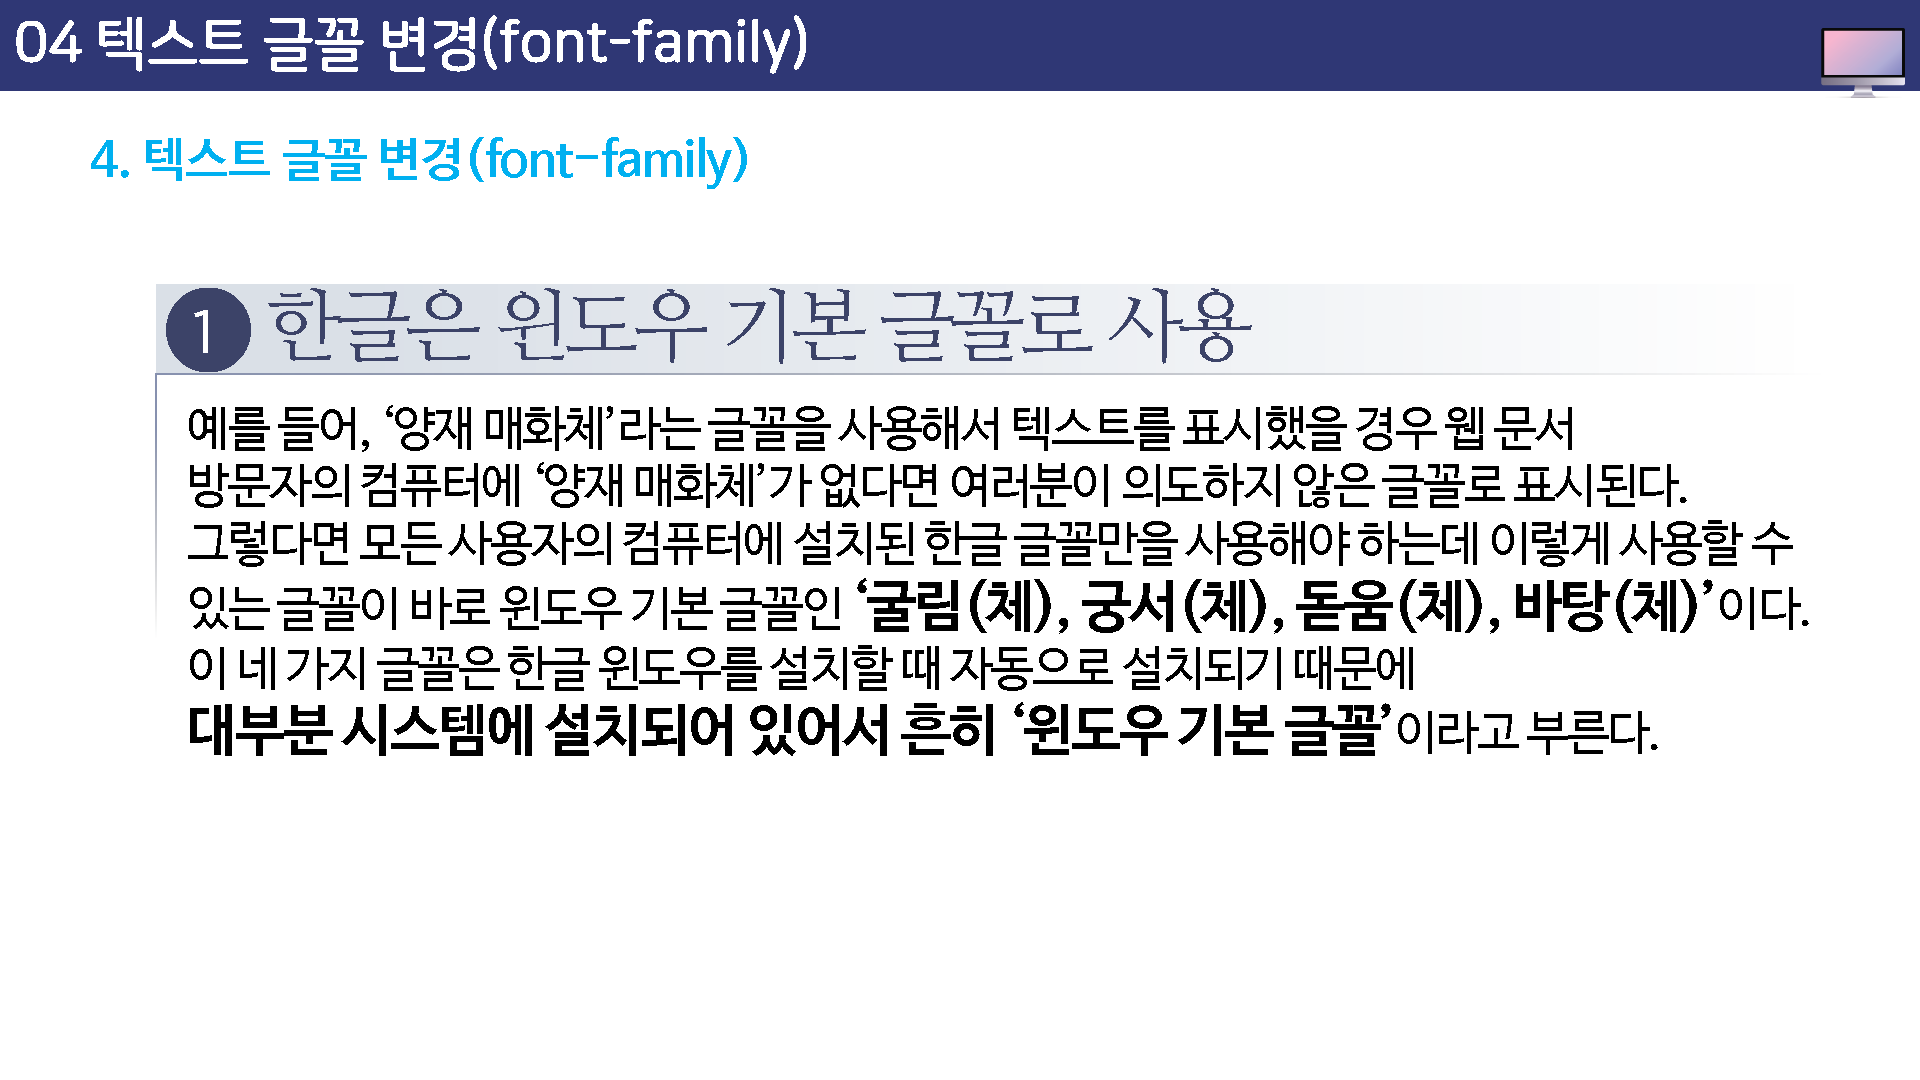 04 텍스트 글꼴 변경(font-family)
4. 텍스트 글꼴 변경(font-family)
1 한글은 윈도우 기본 글꼴로 사용
예를 들어, ‘양재 매화체’라는 글꼴을 사용해서 텍스트를 표시했을 경우 웹 문서
방문자의 컴퓨터에 ‘양재 매화체’가 없다면 여러분이 의도하지 않은 글꼴로 표시된다.
그렇다면 모든 사용자의 컴퓨터에 설치된 한글 글꼴만을 사용해야 하는데 이렇게 사용할 수
있는 글꼴이 바로 윈도우 기본 글꼴인 ‘굴림(체), 궁서(체), 돋움(체), 바탕(체)’이다.
이 네 가지 글꼴은 한글 윈도우를 설치할 때 자동으로 설치되기 때문에
대부분 시스템에 설치되어 있어서 흔히 ‘윈도우 기본 글꼴’이라고 부른다.